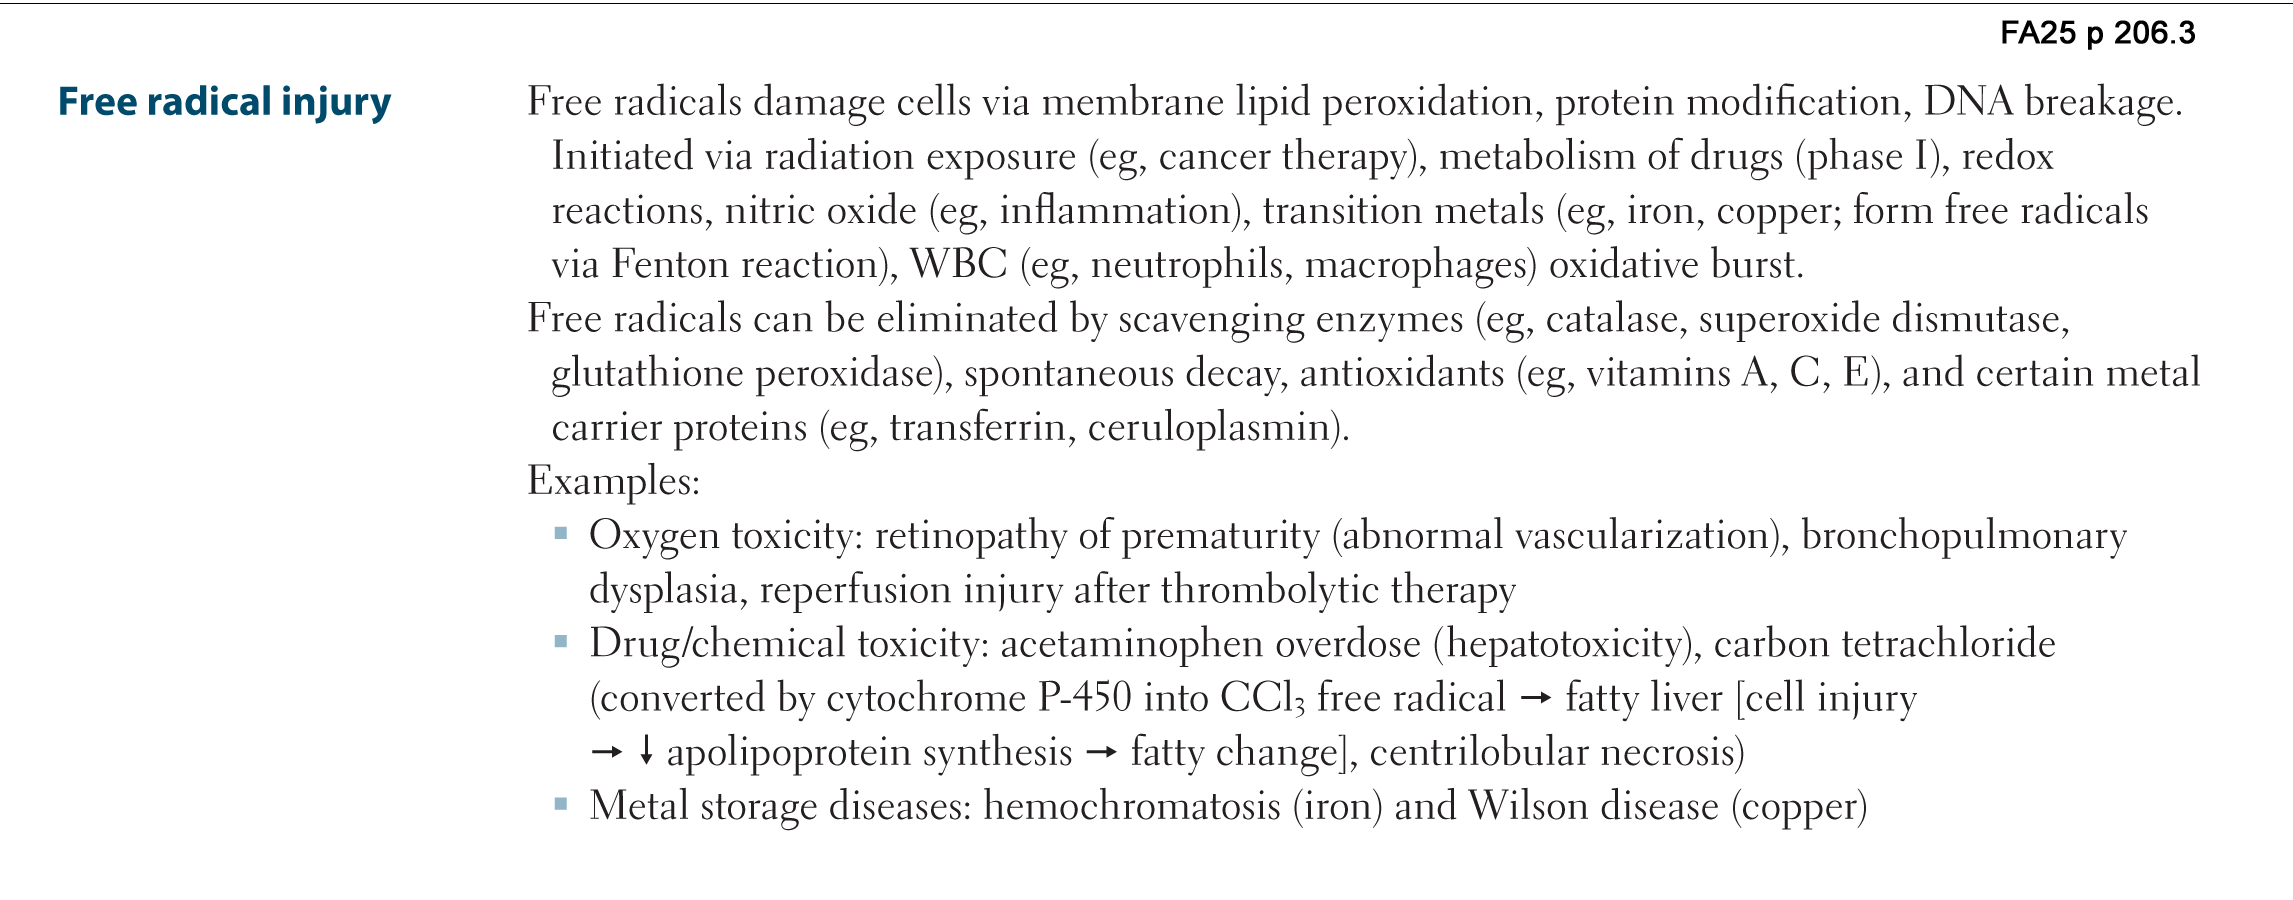 FA25 p 206.3
Free radical injury
Free radicals damage cells via membrane lipid peroxidation, protein modification, DNA breakage.
Initiated via radiation exposure (eg, cancer therapy), metabolism of drugs (phase I), redox
reactions, nitric oxide (eg, inflammation), transition metals (eg, iron, copper; form free radicals
via Fenton reaction), WBC (eg, neutrophils, macrophages) oxidative burst.
Free radicals can be eliminated by scavenging enzymes (eg, catalase, superoxide dismutase,
glutathione peroxidase), spontaneous decay, antioxidants (eg, vitamins A, C, E), and certain metal
carrier proteins (eg, transferrin, ceruloplasmin).
Examples:
▪ Oxygen toxicity: retinopathy of prematurity (abnormal vascularization), bronchopulmonary
dysplasia, reperfusion injury after thrombolytic therapy
▪ Drug/chemical toxicity: acetaminophen overdose (hepatotoxicity), carbon tetrachloride
(converted by cytochrome P-450 into CCl₃ free radical → fatty liver [cell injury
→ ↓ apolipoprotein synthesis → fatty change], centrilobular necrosis)
▪ Metal storage diseases: hemochromatosis (iron) and Wilson disease (copper)